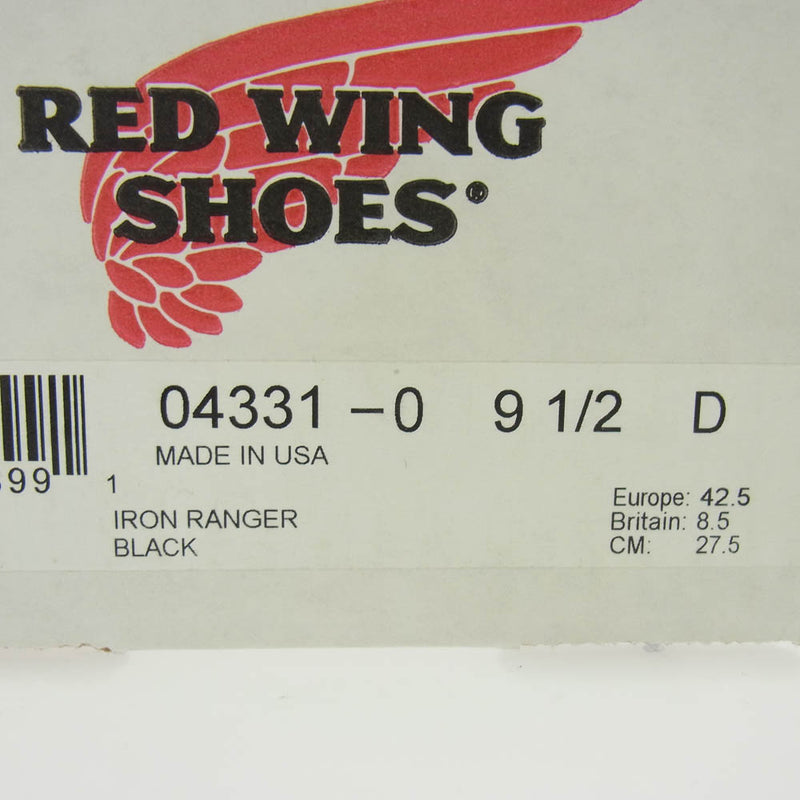 RED WING
SHOES®
04331 -0 9 1/2 D
MADE IN USA
99 1
IRON RANGER
BLACK
Europe: 42.5
Britain: 8.5
CM: 27.5